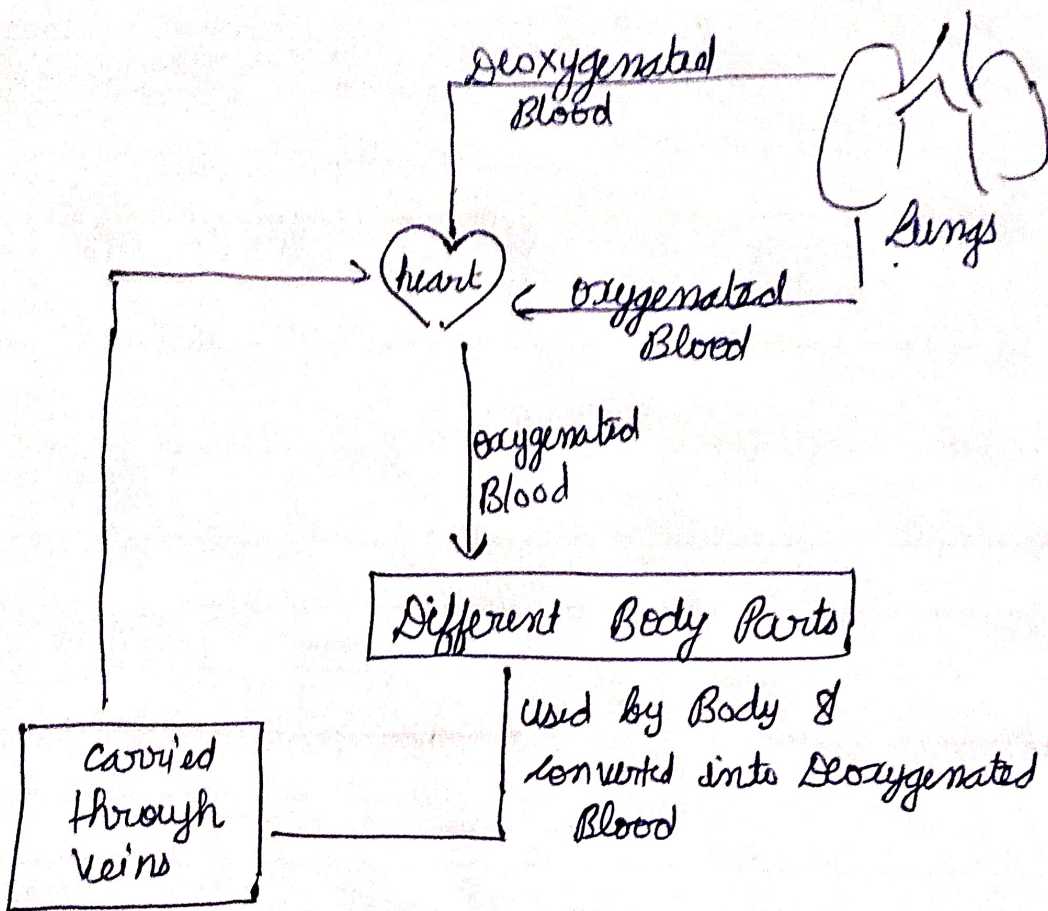 Deoxygenated
Blood
Lungs
heart
oxygenated
Blood
oxygenated
Blood
Different Body Parts
used by Body &
converted into Deoxygenated
Blood
carried
through
veins